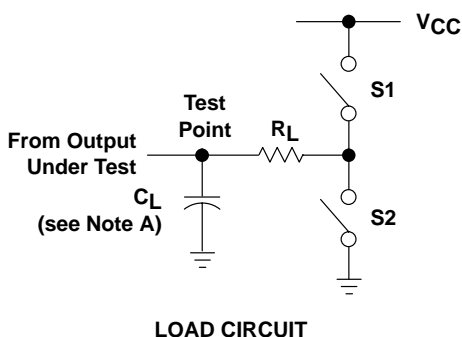 VCC
S1
Test
Point
RL
From Output
Under Test
CL
(see Note A)
S2
LOAD CIRCUIT